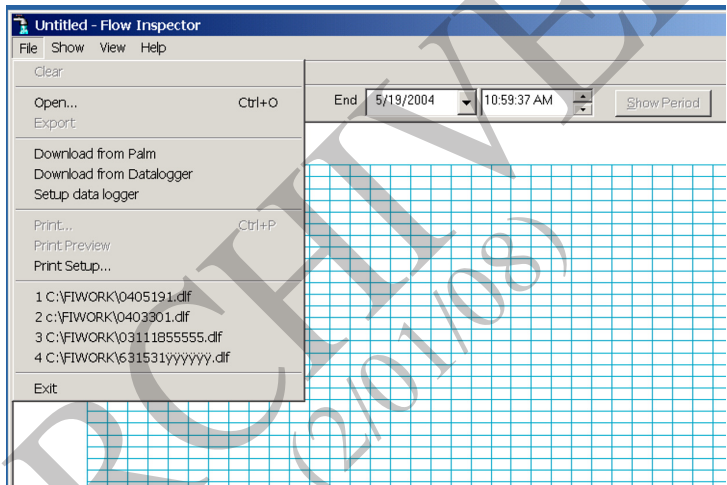 Untitled - Flow Inspector
File Show View Help
Clear
Open... Ctrl+O
Export
Download from Palm
Download from Datalogger
Setup data logger
Print... Ctrl+P
Print Preview
Print Setup...
1 C:\FIWORK\0405191.dlf
2 c:\FIWORK\0403301.dlf
3 C:\FIWORK\03111855555.dlf
4 C:\FIWORK\631531ÿÿÿÿÿÿ.dlf
Exit
End 5/19/2004 10:59:37 AM Show Period
RCHIVE
(2/01/08)